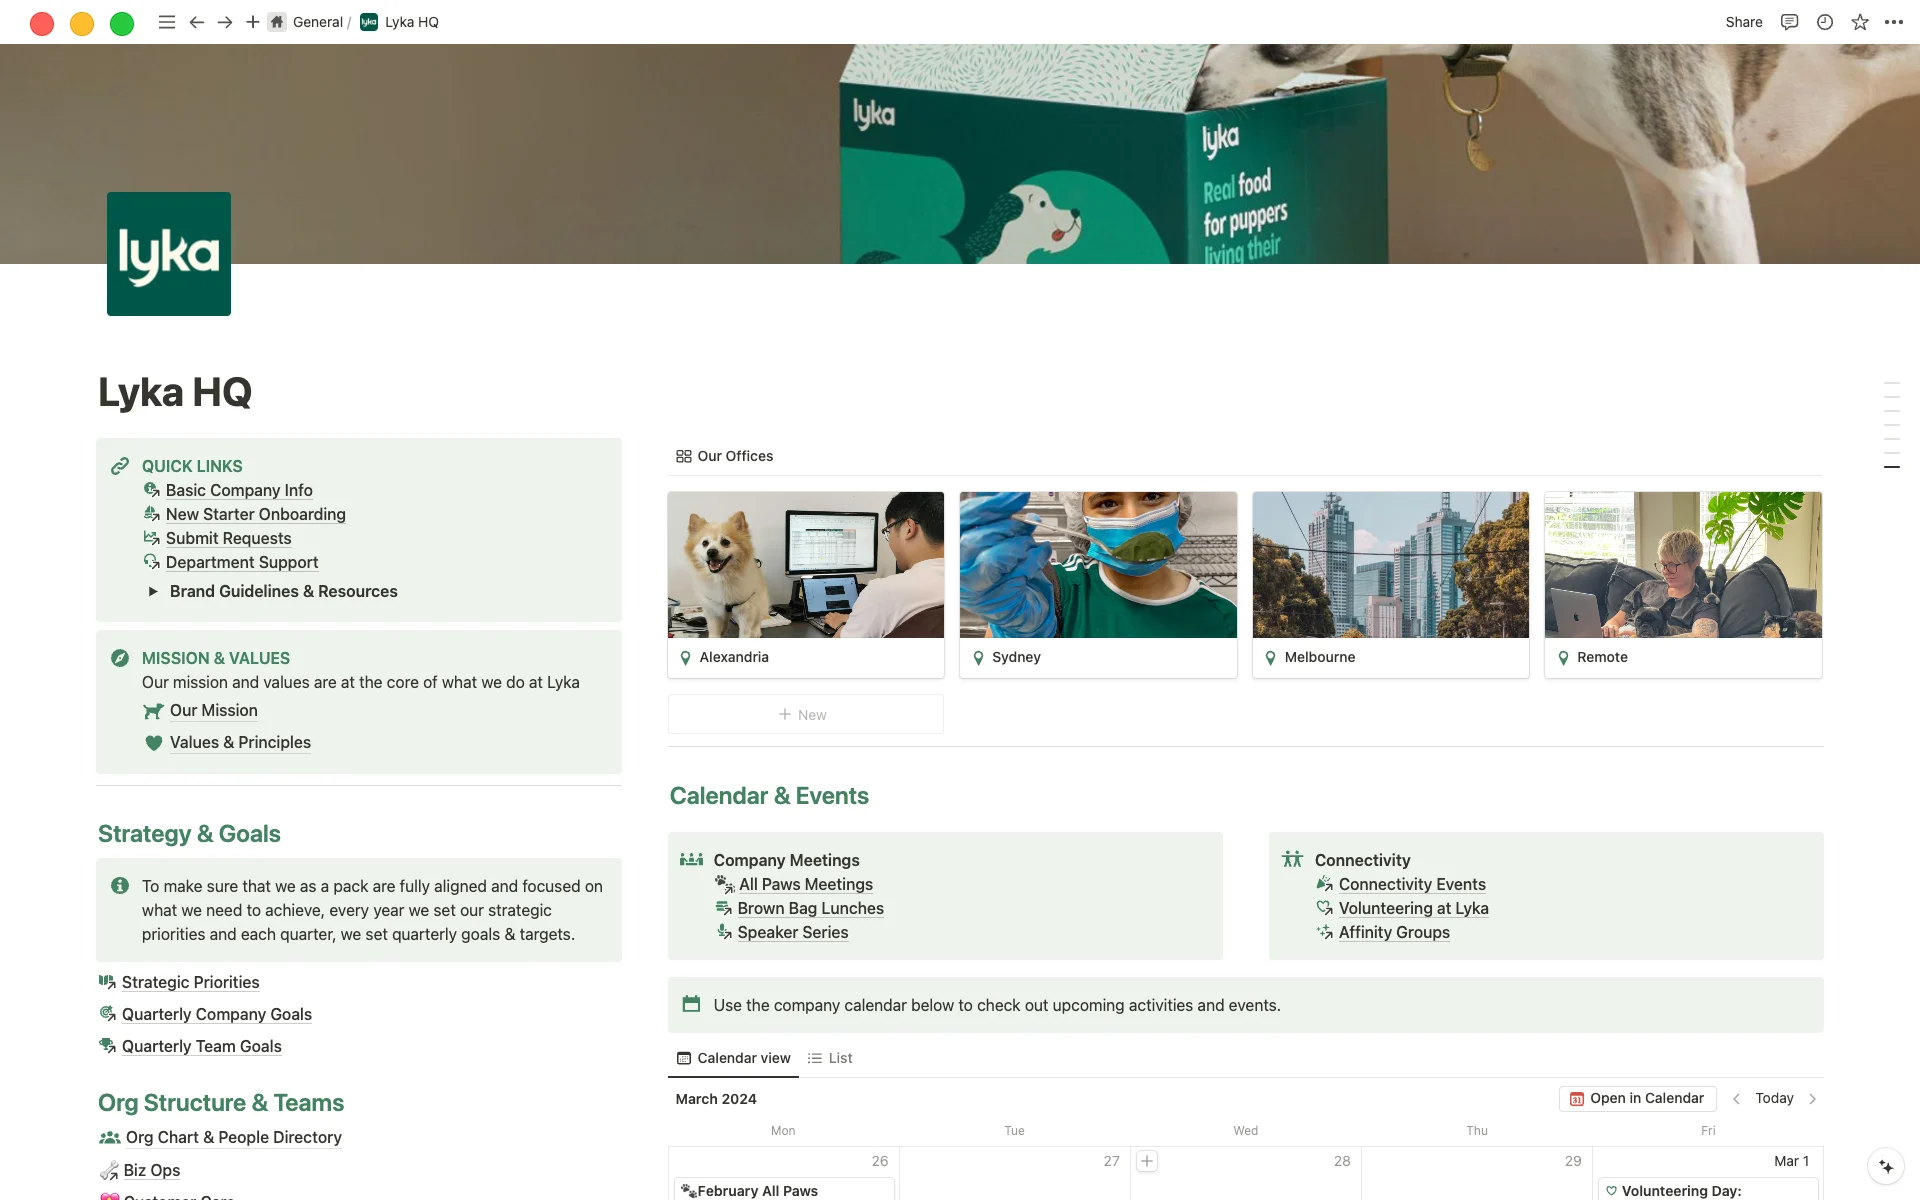 General / Lyka HQ
Share
lyka
lyka
Real food
for puppers
living their
lyka
Lyka HQ
QUICK LINKS
Basic Company Info
New Starter Onboarding
Submit Requests
Department Support
Brand Guidelines & Resources
MISSION & VALUES
Our mission and values are at the core of what we do at Lyka
Our Mission
Values & Principles
Strategy & Goals
To make sure that we as a pack are fully aligned and focused on
what we need to achieve, every year we set our strategic
priorities and each quarter, we set quarterly goals & targets.
Strategic Priorities
Quarterly Company Goals
Quarterly Team Goals
Org Structure & Teams
Org Chart & People Directory
Biz Ops
Customer Care
Our Offices
Alexandria
Sydney
Melbourne
Remote
New
Calendar & Events
Company Meetings
All Paws Meetings
Brown Bag Lunches
Speaker Series
Connectivity
Connectivity Events
Volunteering at Lyka
Affinity Groups
Use the company calendar below to check out upcoming activities and events.
Calendar view
List
March 2024
Open in Calendar
Today
Mon Tue Wed Thu Fri
26 27 28 29 Mar 1
February All Paws
Volunteering Day: